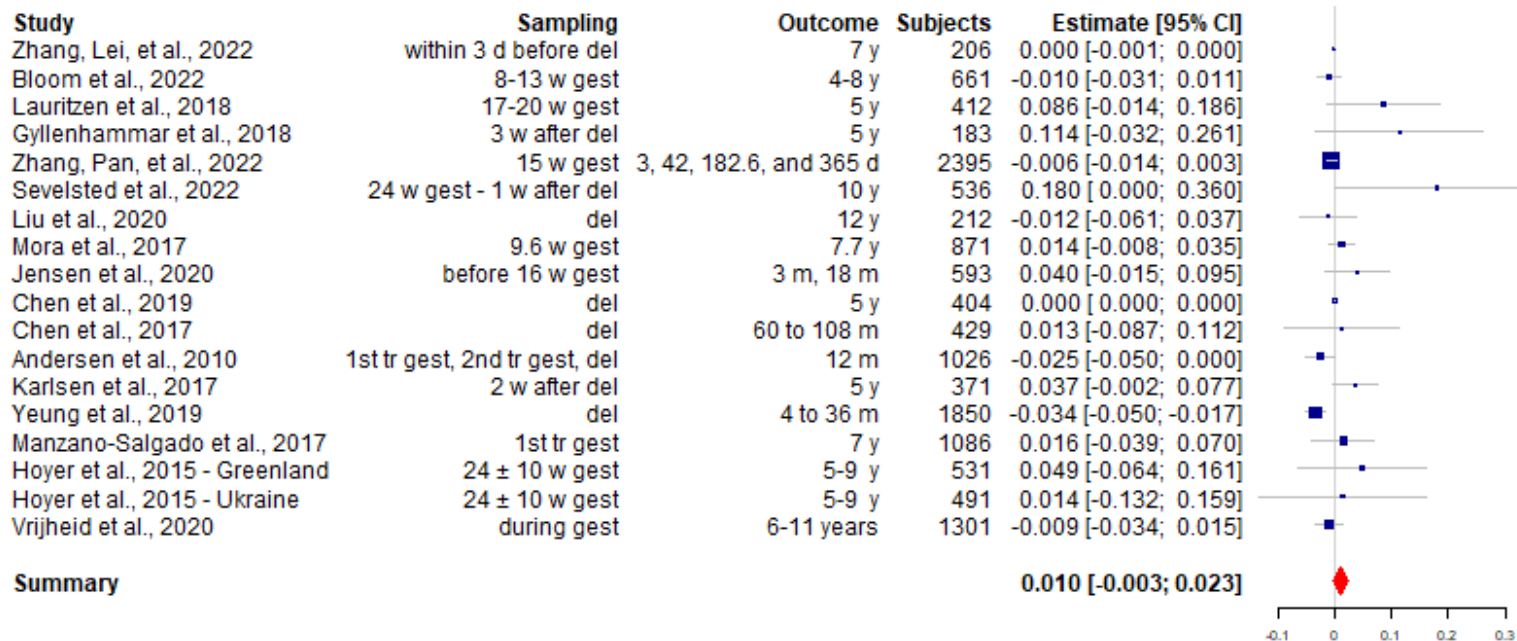 Study Sampling Outcome Subjects Estimate [95% CI]
Zhang, Lei, et al., 2022 within 3 d before del 7 y 206 0.000 [-0.001; 0.000]
Bloom et al., 2022 8-13 w gest 4-8 y 661 -0.010 [-0.031; 0.011]
Lauritzen et al., 2018 17-20 w gest 5 y 412 0.086 [-0.014; 0.186]
Gyllenhammar et al., 2018 3 w after del 5 y 183 0.114 [-0.032; 0.261]
Zhang, Pan, et al., 2022 15 w gest 3, 42, 182.6, and 365 d 2395 -0.006 [-0.014; 0.003]
Sevelsted et al., 2022 24 w gest - 1 w after del 10 y 536 0.180 [ 0.000; 0.360]
Liu et al., 2020 del 12 y 212 -0.012 [-0.061; 0.037]
Mora et al., 2017 9.6 w gest 7.7 y 871 0.014 [-0.008; 0.035]
Jensen et al., 2020 before 16 w gest 3 m, 18 m 593 0.040 [-0.015; 0.095]
Chen et al., 2019 del 5 y 404 0.000 [ 0.000; 0.000]
Chen et al., 2017 del 60 to 108 m 429 0.013 [-0.087; 0.112]
Andersen et al., 2010 1st tr gest, 2nd tr gest, del 12 m 1026 -0.025 [-0.050; 0.000]
Karlsen et al., 2017 2 w after del 5 y 371 0.037 [-0.002; 0.077]
Yeung et al., 2019 del 4 to 36 m 1850 -0.034 [-0.050; -0.017]
Manzano-Salgado et al., 2017 1st tr gest 7 y 1086 0.016 [-0.039; 0.070]
Hoyer et al., 2015 - Greenland 24 ± 10 w gest 5-9 y 531 0.049 [-0.064; 0.161]
Hoyer et al., 2015 - Ukraine 24 ± 10 w gest 5-9 y 491 0.014 [-0.132; 0.159]
Vrijheid et al., 2020 during gest 6-11 years 1301 -0.009 [-0.034; 0.015]
Summary 0.010 [-0.003; 0.023]
-0.1 0 0.1 0.2 0.3